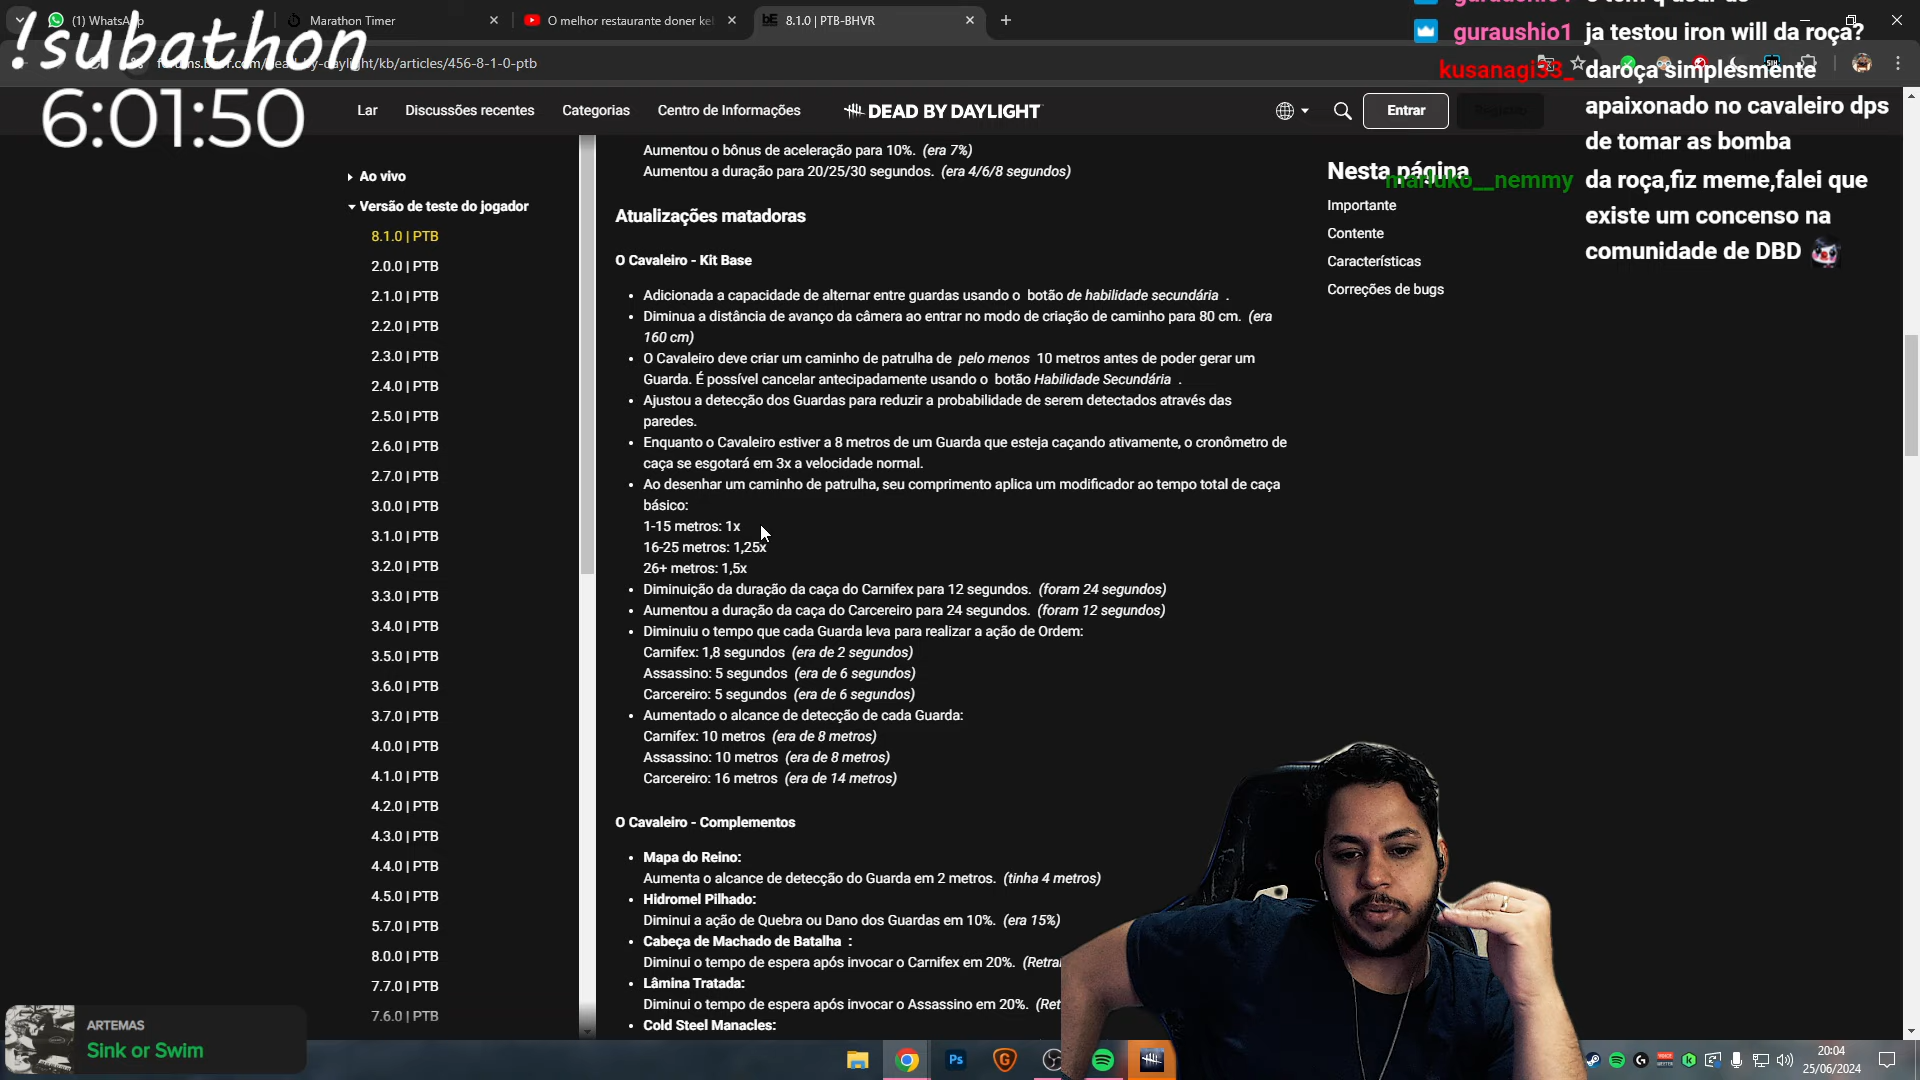 !subathon
6:01:50
(1) WhatsApp
Marathon Timer
O melhor restaurante doner ke
8.1.0 | PTB-BHVR
Lar
Discussões recentes
Categorias
Centro de Informações
DEAD BY DAYLIGHT
Entrar
guraushio1 ja testou iron will da roça?
kusanagi33_ daroça simplesmente
apaixonado no cavaleiro dps
de tomar as bomba
marluko__nemmy da roça,fiz meme,falei que
existe um concenso na
comunidade de DBD
Ao vivo
Versão de teste do jogador
8.1.0 | PTB
2.0.0 | PTB
2.1.0 | PTB
2.2.0 | PTB
2.3.0 | PTB
2.4.0 | PTB
2.5.0 | PTB
2.6.0 | PTB
2.7.0 | PTB
3.0.0 | PTB
3.1.0 | PTB
3.2.0 | PTB
3.3.0 | PTB
3.4.0 | PTB
3.5.0 | PTB
3.6.0 | PTB
3.7.0 | PTB
4.0.0 | PTB
4.1.0 | PTB
4.2.0 | PTB
4.3.0 | PTB
4.4.0 | PTB
4.5.0 | PTB
5.7.0 | PTB
8.0.0 | PTB
7.7.0 | PTB
7.6.0 | PTB
Aumentou o bônus de aceleração para 10%. (era 7%)
Aumentou a duração para 20/25/30 segundos. (era 4/6/8 segundos)
Atualizações matadoras
O Cavaleiro - Kit Base
Adicionada a capacidade de alternar entre guardas usando o botão de habilidade secundária .
Diminua a distância de avanço da câmera ao entrar no modo de criação de caminho para 80 cm. (era
160 cm)
O Cavaleiro deve criar um caminho de patrulha de pelo menos 10 metros antes de poder gerar um
Guarda. É possível cancelar antecipadamente usando o botão Habilidade Secundária .
Ajustou a detecção dos Guardas para reduzir a probabilidade de serem detectados através das
paredes.
Enquanto o Cavaleiro estiver a 8 metros de um Guarda que esteja caçando ativamente, o cronômetro de
caça se esgotará em 3x a velocidade normal.
Ao desenhar um caminho de patrulha, seu comprimento aplica um modificador ao tempo total de caça
básico:
1-15 metros: 1x
16-25 metros: 1,25x
26+ metros: 1,5x
Diminuição da duração da caça do Carnifex para 12 segundos. (foram 24 segundos)
Aumentou a duração da caça do Carcereiro para 24 segundos. (foram 12 segundos)
Diminuiu o tempo que cada Guarda leva para realizar a ação de Ordem:
Carnifex: 1,8 segundos (era de 2 segundos)
Assassino: 5 segundos (era de 6 segundos)
Carcereiro: 5 segundos (era de 6 segundos)
Aumentado o alcance de detecção de cada Guarda:
Carnifex: 10 metros (era de 8 metros)
Assassino: 10 metros (era de 8 metros)
Carcereiro: 16 metros (era de 14 metros)
O Cavaleiro - Complementos
Mapa do Reino:
Aumenta o alcance de detecção do Guarda em 2 metros. (tinha 4 metros)
Hidromel Pilhado:
Diminui a ação de Quebra ou Dano dos Guardas em 10%. (era 15%)
Cabeça de Machado de Batalha :
Diminui o tempo de espera após invocar o Carnifex em 20%.
Lâmina Tratada:
Diminui o tempo de espera após invocar o Assassino em 20%.
Cold Steel Manacles:
Nesta página
Importante
Contente
Características
Correções de bugs
ARTEMAS
Sink or Swim
20:04
25/06/2024